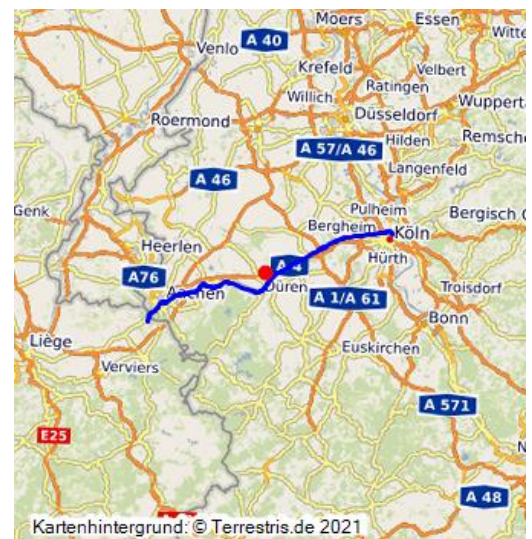 Moers
Essen
Witte
A 40
Venlo
Krefeld
Velbert
Ratingen
Willich
Wupperta
Düsseldorf
Roermond
Hilden
Remsche
A 57/A 46
Langenfeld
A 46
Genk
Pulheim
Bergisch G
Heerlen
Bergheim
Köln
A76
A 4
Hürth
Aachen
Düren
Troisdorf
A 1/A 61
Bonn
Liège
Euskirchen
Verviers
A 571
E25
A 48
Kartenhintergrund: © Terrestris.de 2021